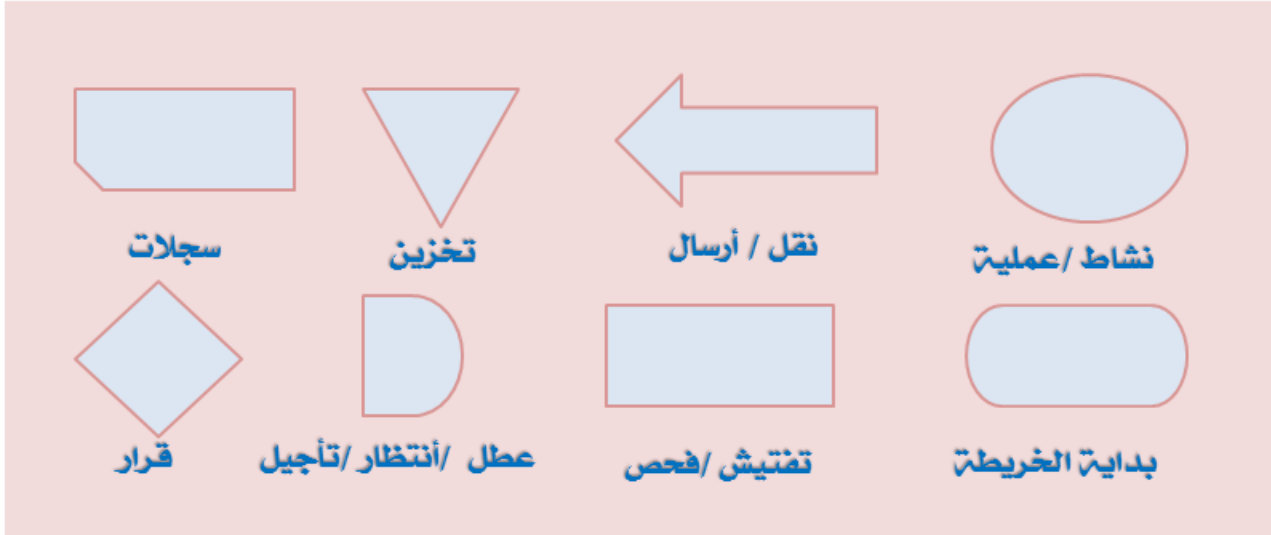 نشاط /عملية
نقل / أرسال
تخزين
سجلات
بداية الخريطة
تفتيش /فحص
عطل /أنتظار /تأجيل
قرار